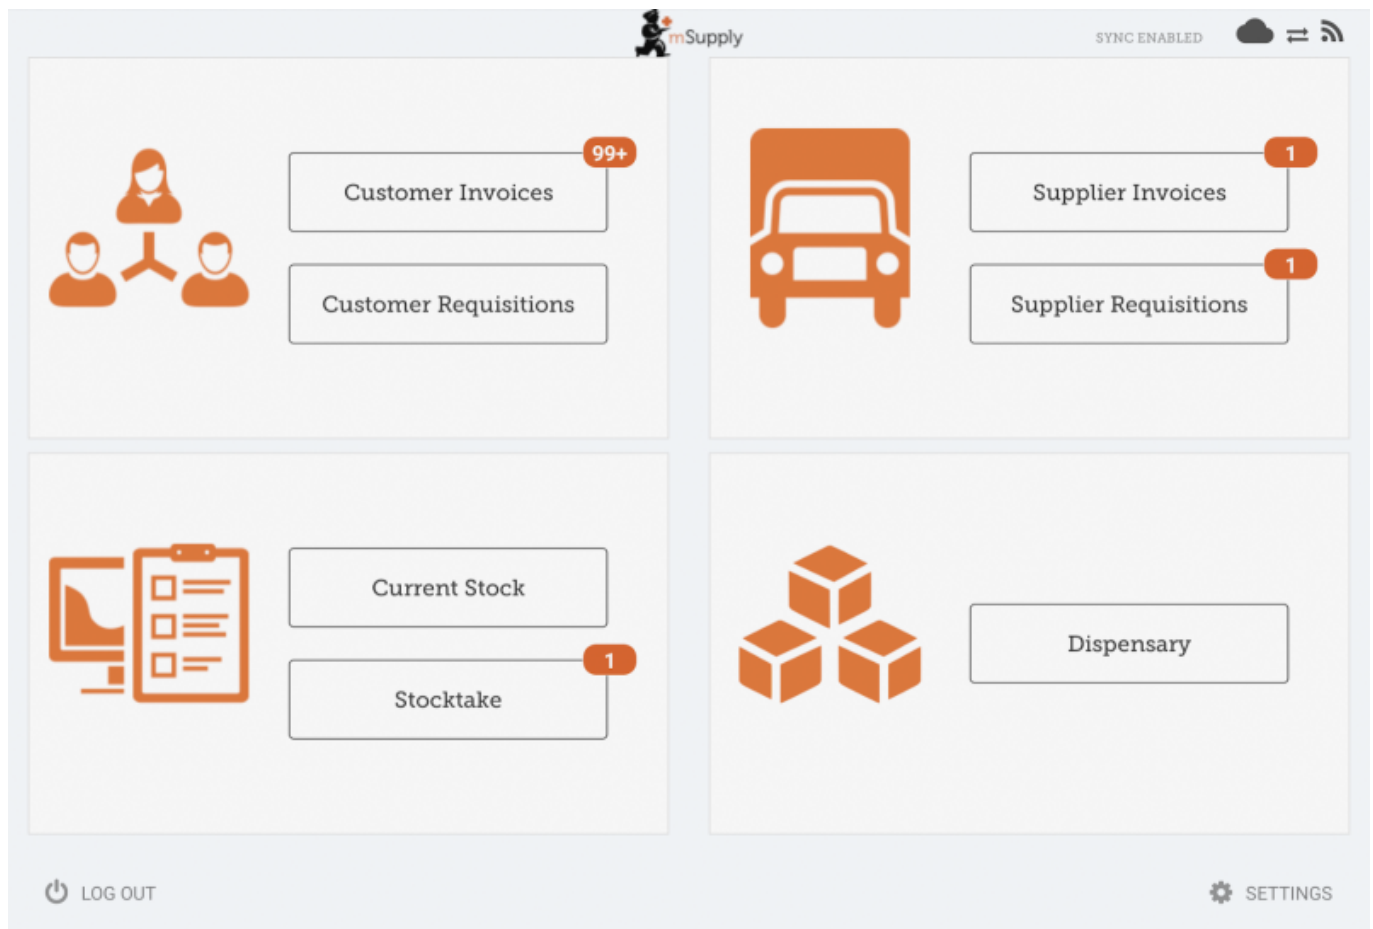 mSupply
SYNC ENABLED
99+
Customer Invoices
Customer Requisitions
1
Supplier Invoices
1
Supplier Requisitions
Current Stock
1
Stocktake
Dispensary
LOG OUT
SETTINGS